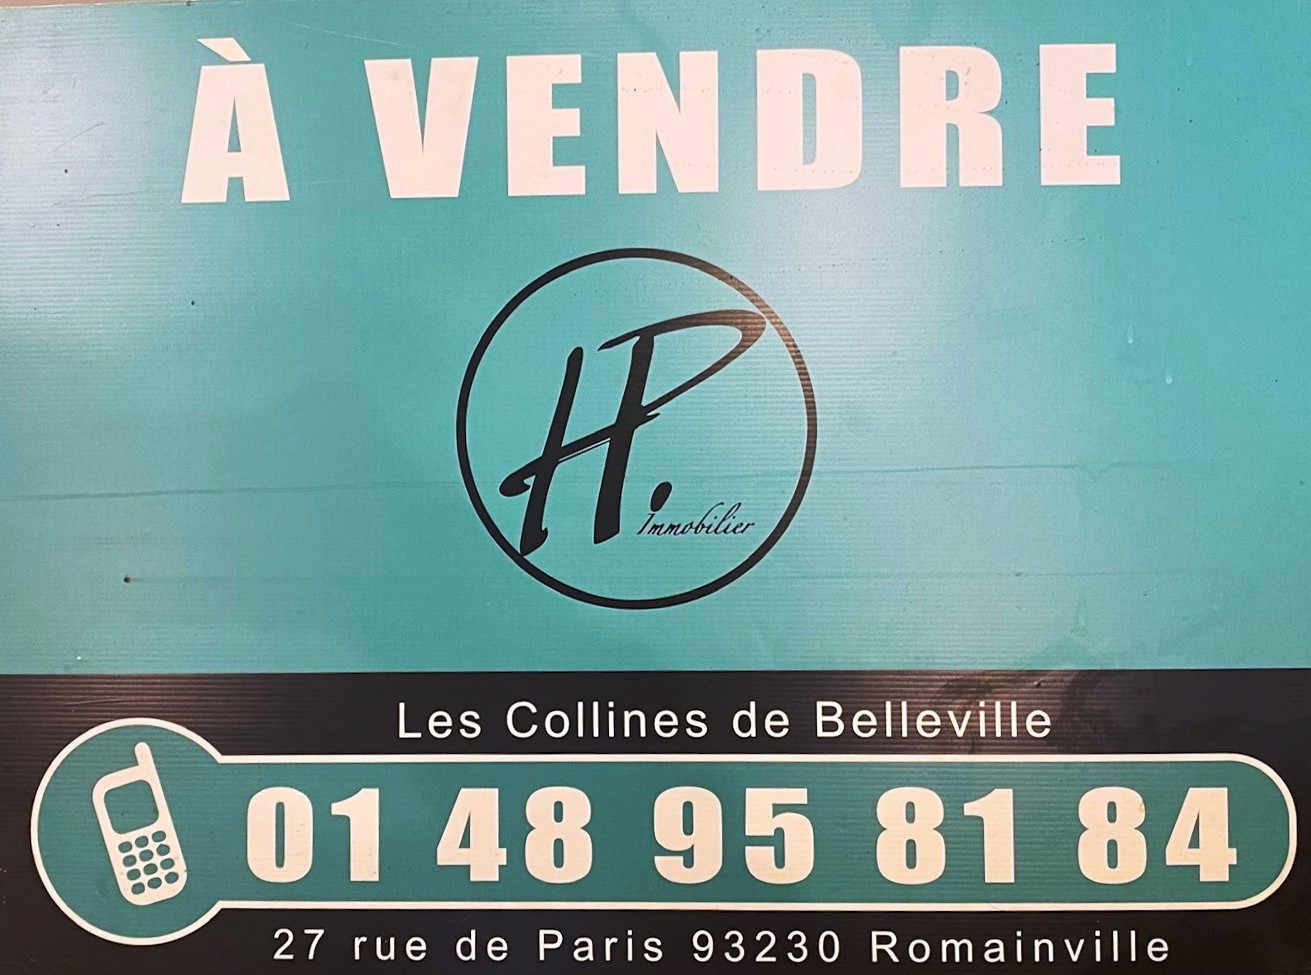 À VENDRE
HP.
Immobilier
Les Collines de Belleville
01 48 95 81 84
27 rue de Paris 93230 Romainville